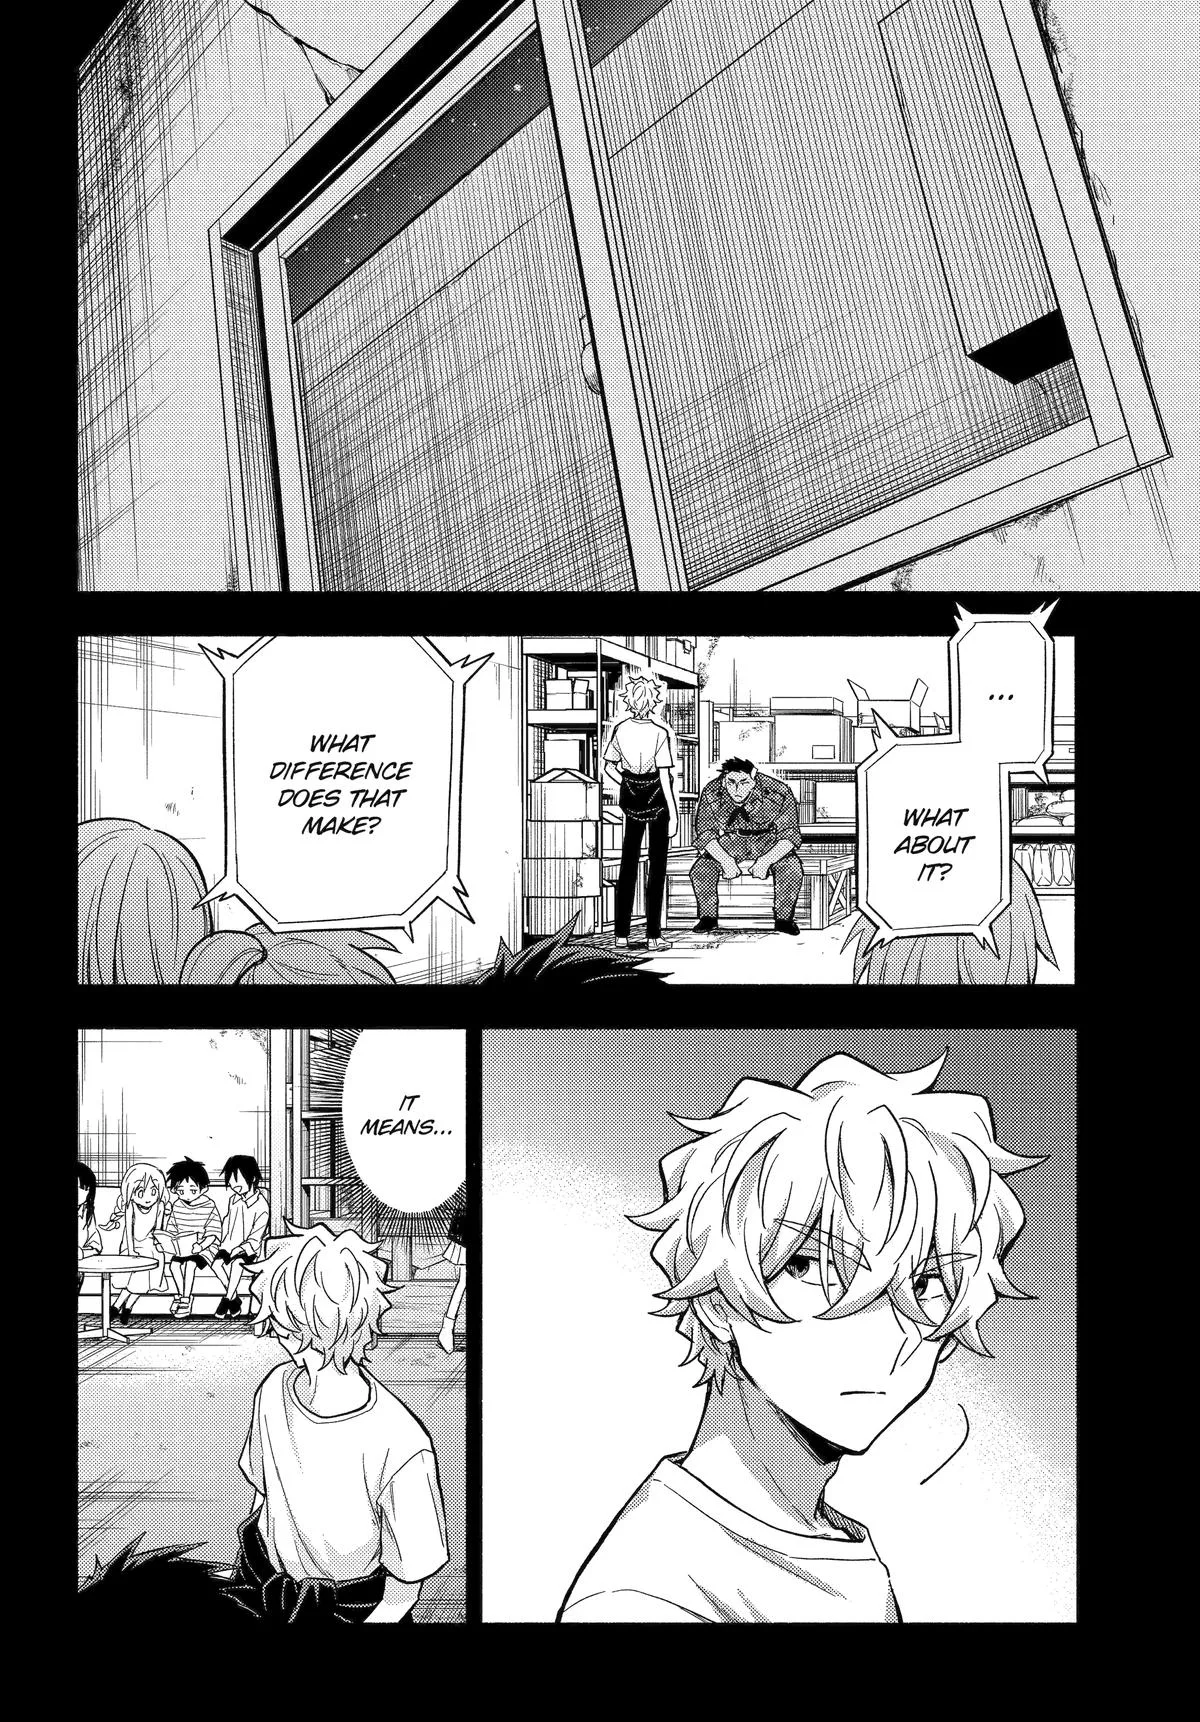 ...
WHAT
ABOUT
IT?
WHAT
DIFFERENCE
DOES THAT
MAKE?
IT
MEANS...